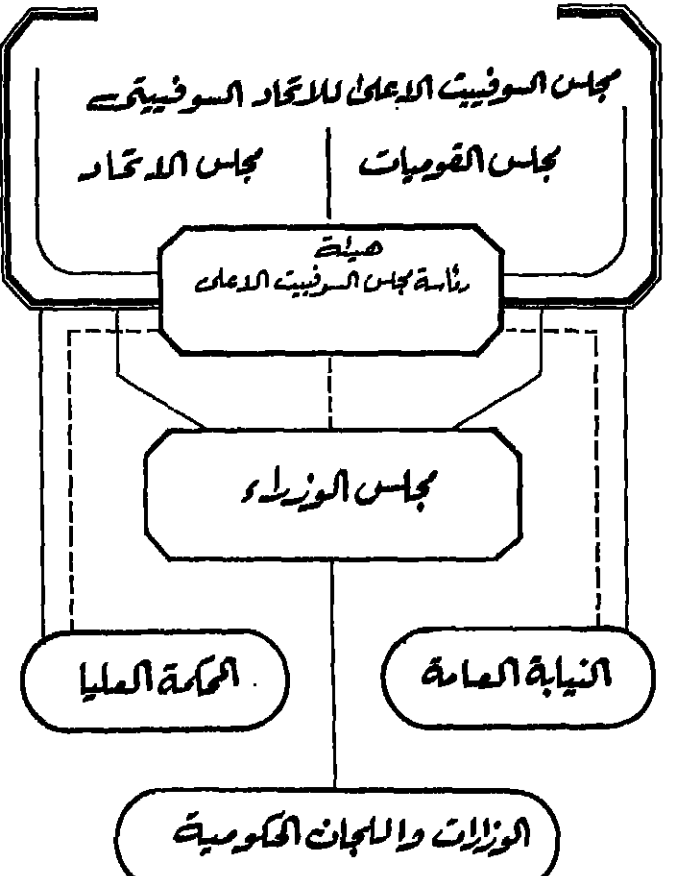 مجلس السوفييت الاعلى للاتحاد السوفييتي
مجلس القوميات
مجلس الاتحاد
هيئة
رئاسة مجلس السوفييت الاعلى
مجلس الوزراء
النيابة العامة
المحكمة العليا
الوزارات واللجان الحكومية